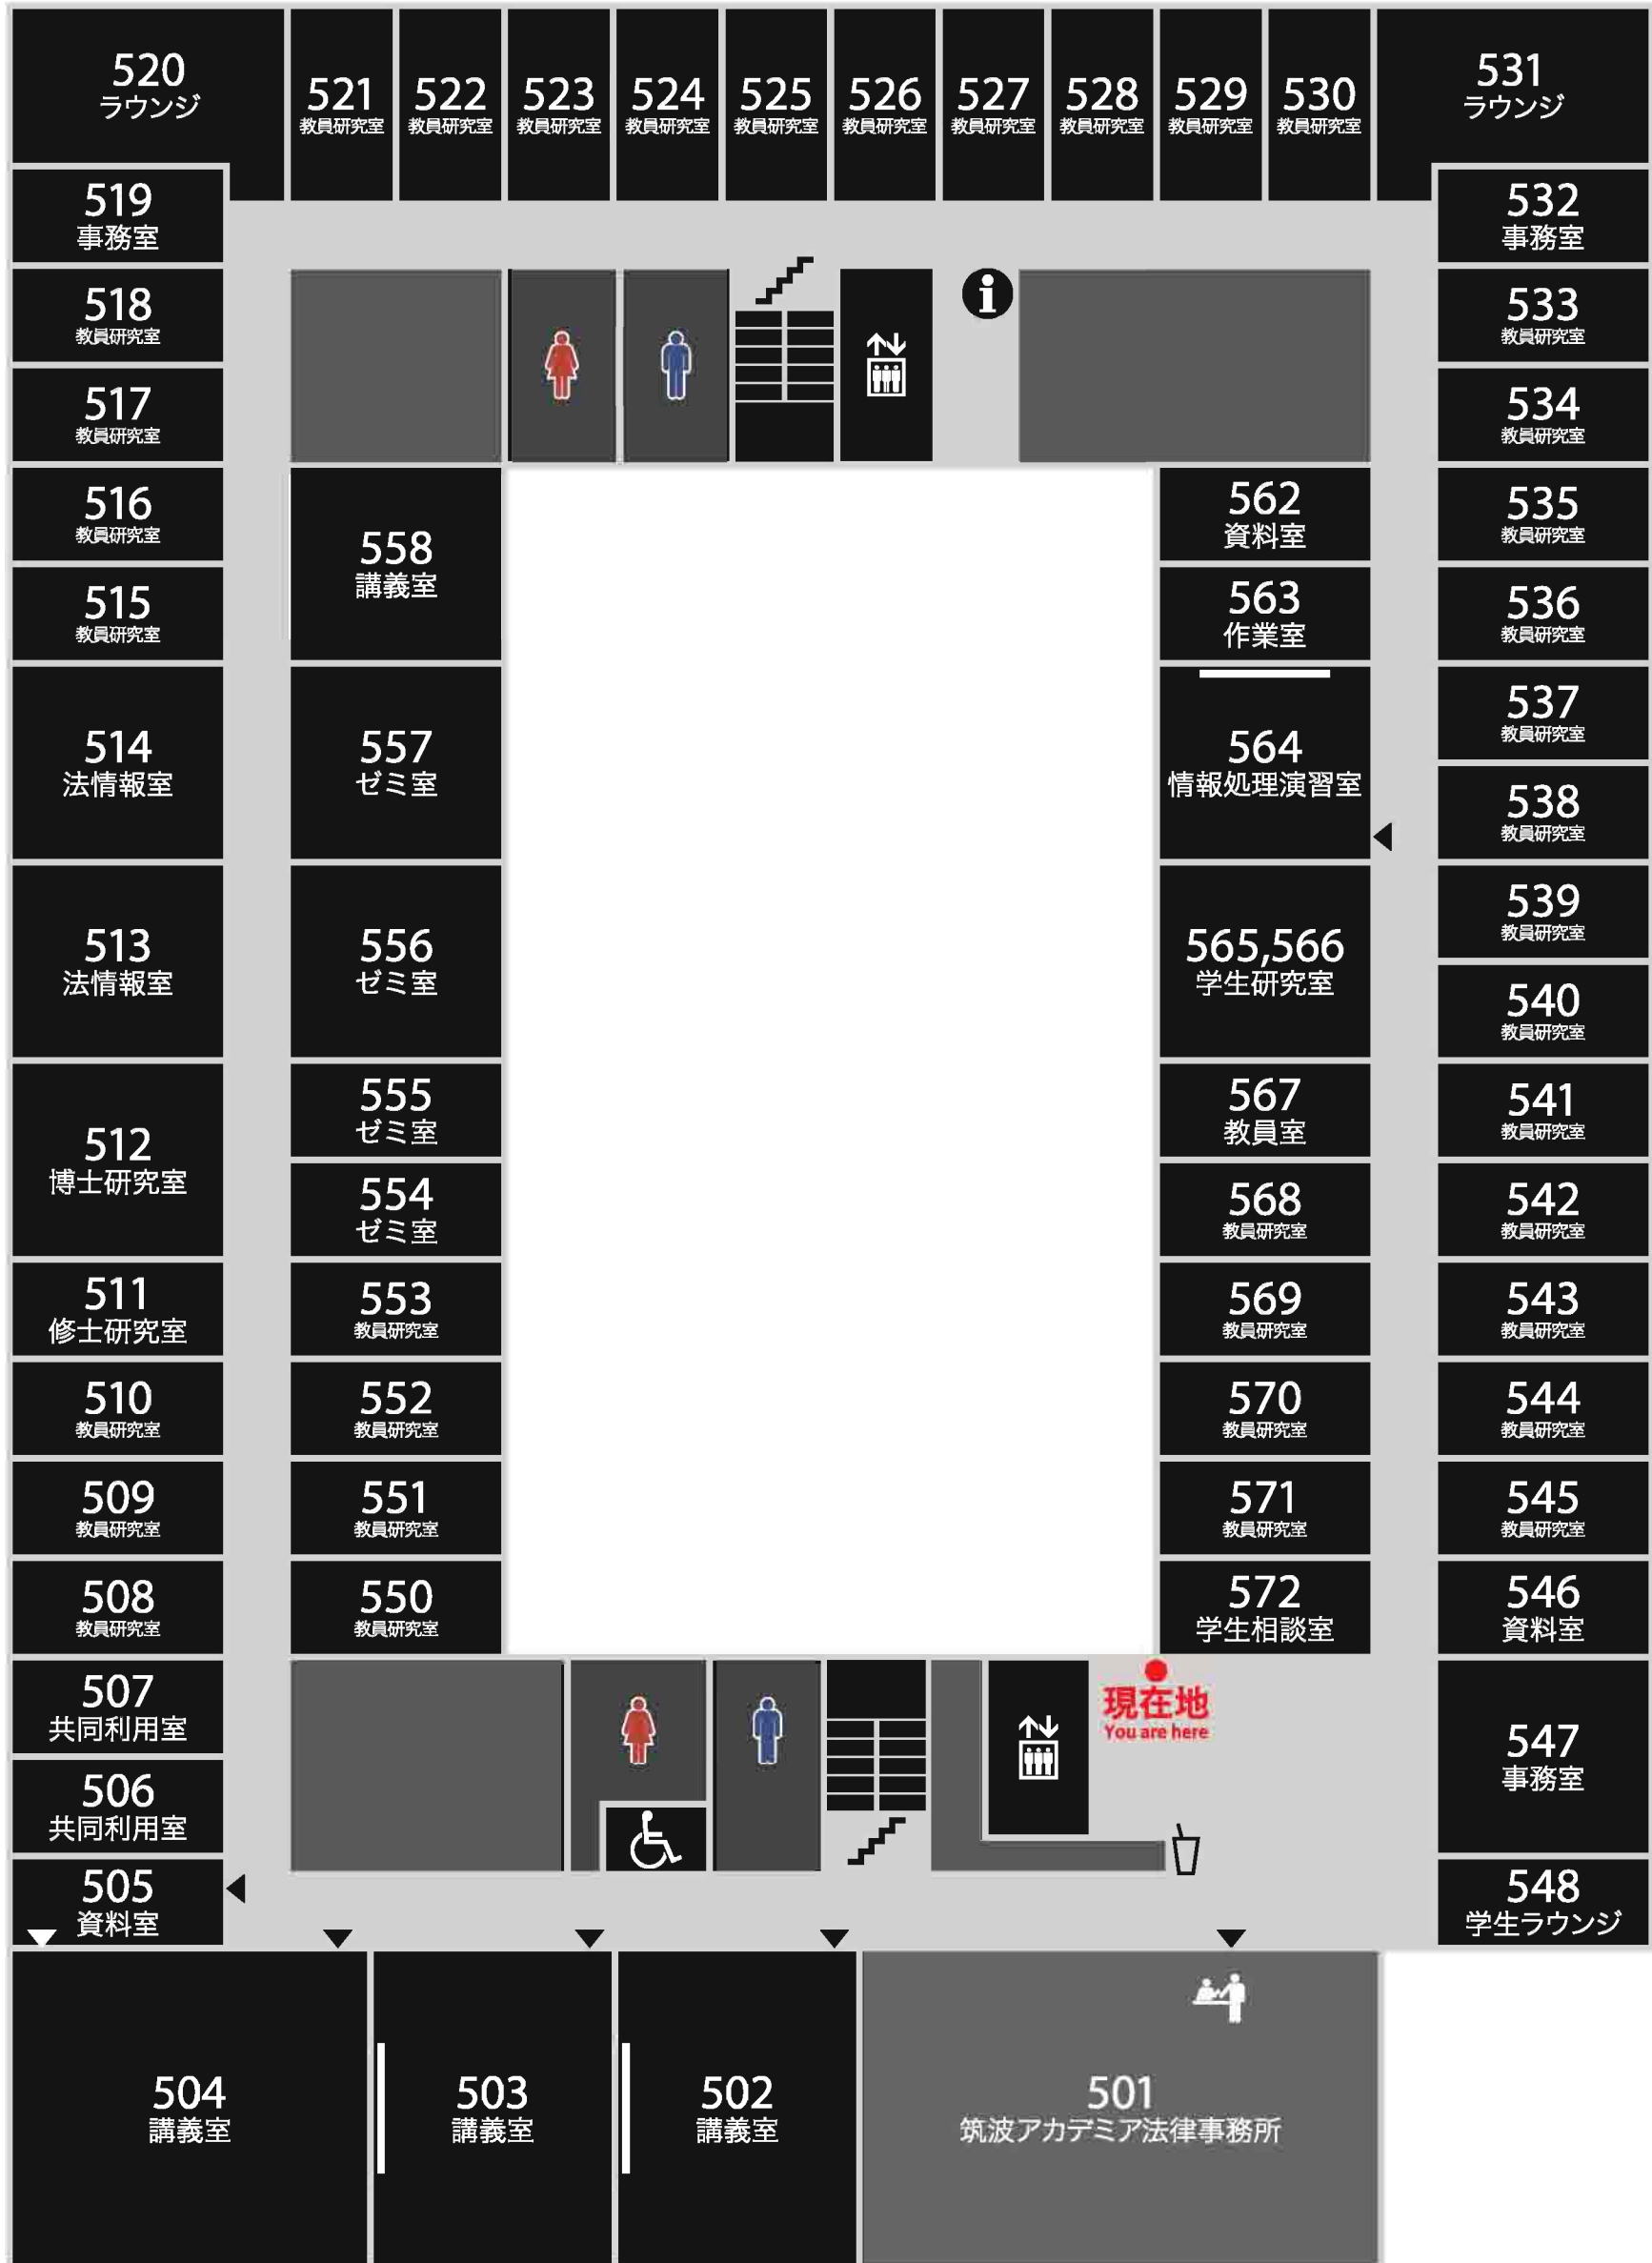 520
ラウンジ
521
教員研究室
522
教員研究室
523
教員研究室
524
教員研究室
525
教員研究室
526
教員研究室
527
教員研究室
528
教員研究室
529
教員研究室
530
教員研究室
531
ラウンジ
519
事務室
518
教員研究室
517
教員研究室
516
教員研究室
515
教員研究室
514
法情報室
513
法情報室
512
博士研究室
511
修士研究室
510
教員研究室
509
教員研究室
508
教員研究室
507
共同利用室
506
共同利用室
505
資料室
558
講義室
557
ゼミ室
556
ゼミ室
555
ゼミ室
554
ゼミ室
553
教員研究室
552
教員研究室
551
教員研究室
550
教員研究室
i
562
資料室
563
作業室
564
情報処理演習室
565,566
学生研究室
567
教員室
568
教員研究室
569
教員研究室
570
教員研究室
571
教員研究室
572
学生相談室
現在地
You are here
532
事務室
533
教員研究室
534
教員研究室
535
教員研究室
536
教員研究室
537
教員研究室
538
教員研究室
539
教員研究室
540
教員研究室
541
教員研究室
542
教員研究室
543
教員研究室
544
教員研究室
545
教員研究室
546
資料室
547
事務室
548
学生ラウンジ
504
講義室
503
講義室
502
講義室
501
筑波アカデミア法律事務所